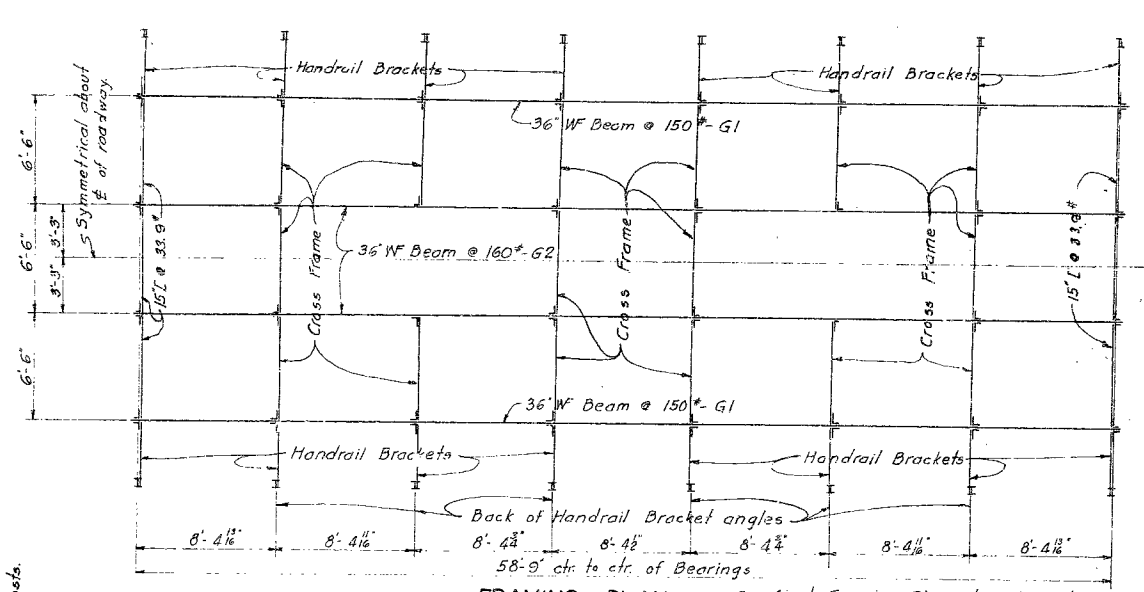 Handrail Brackets
Handrail Brackets
36" WF Beam @ 150# - G1
6'-6"
Symmetrical about
℄ of roadway.
6'-6"
3'-3"
3'-3"
15"[ @ 33.9#
Cross Frame
36" WF Beam @ 160# - G2
Cross Frame
Cross Frame
15"[ @ 33.9#
6'-6"
36" WF Beam @ 150# - G1
Handrail Brackets
Handrail Brackets
Back of Handrail Bracket angles
8'-4 13/16"
8'-4 11/16"
8'-4 3/4"
8'-4 1/2"
8'-4 3/4"
8'-4 11/16"
8'-4 13/16"
58'-9" ctr. to ctr. of Bearings